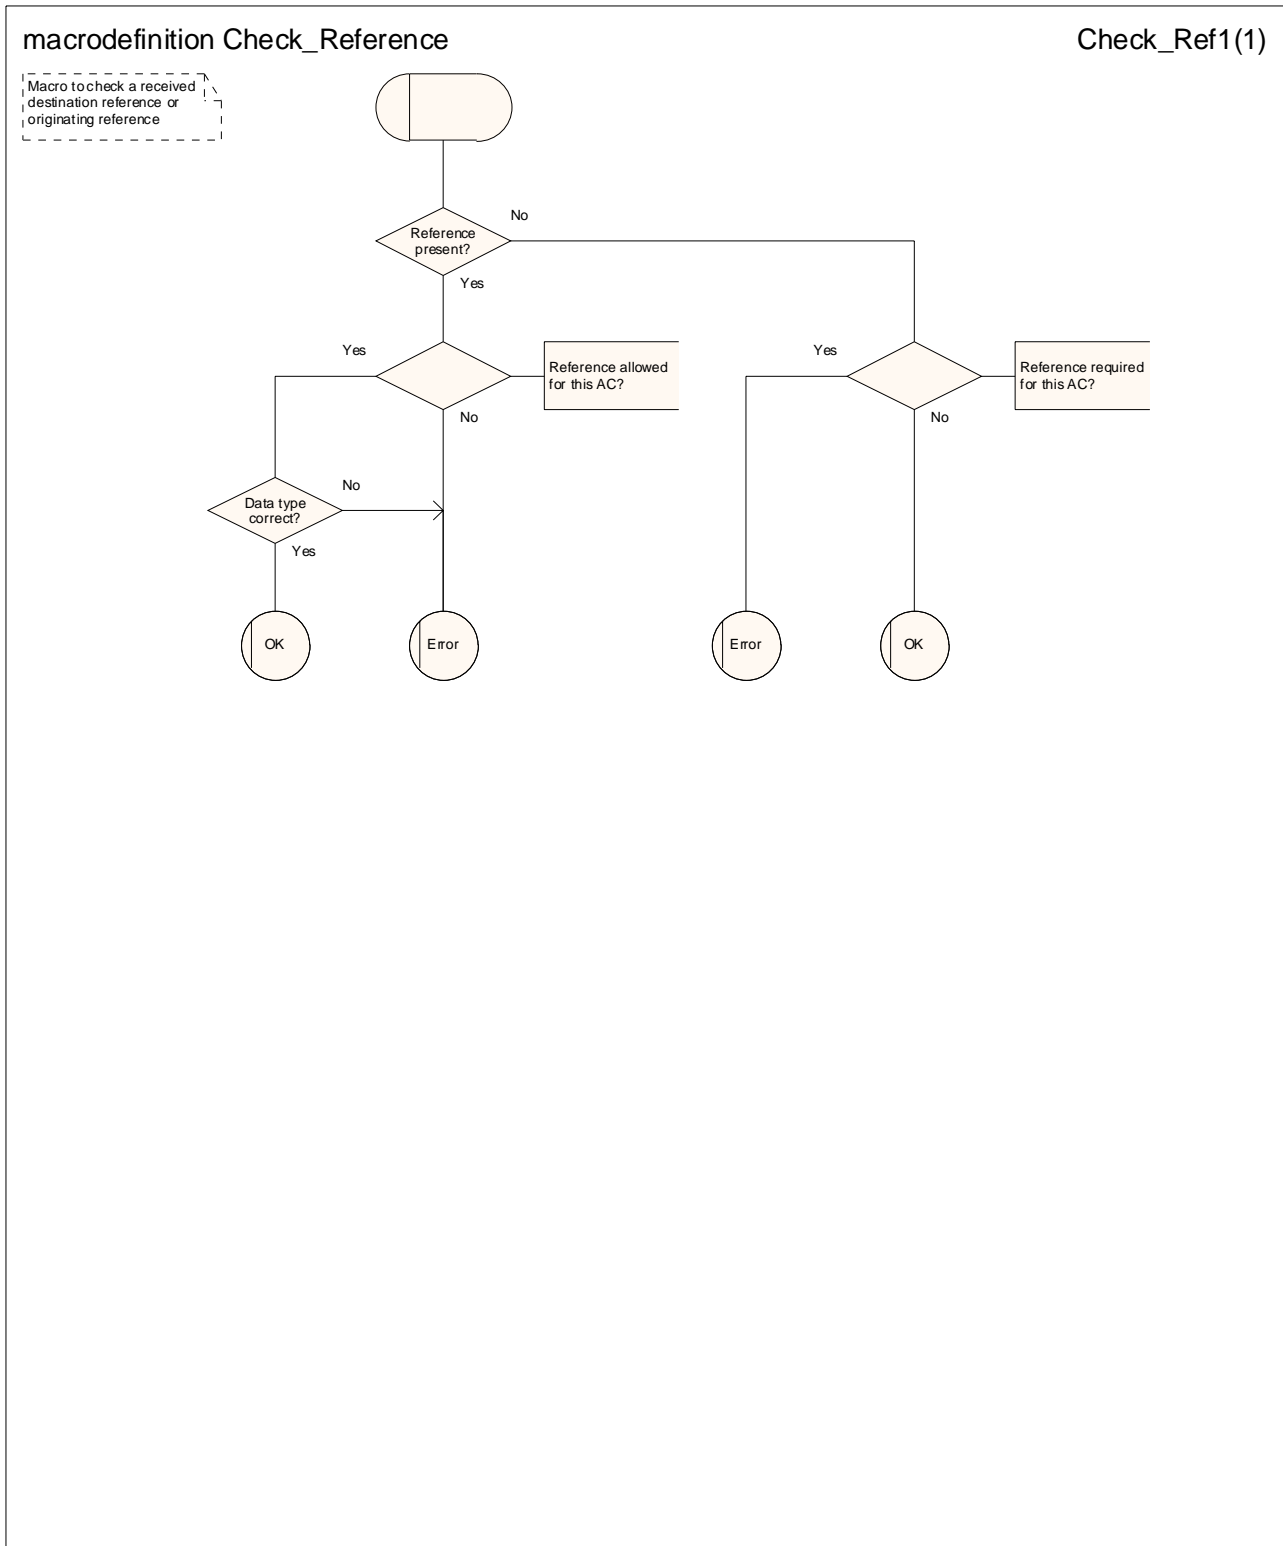 macrodefinition Check_Reference
Check_Ref1(1)
Macro to check a received
destination reference or
originating reference
No
Reference
present?
Yes
Yes
Reference allowed
for this AC?
No
Yes
Reference required
for this AC?
No
No
Data type
correct?
Yes
OK
Error
Error
OK